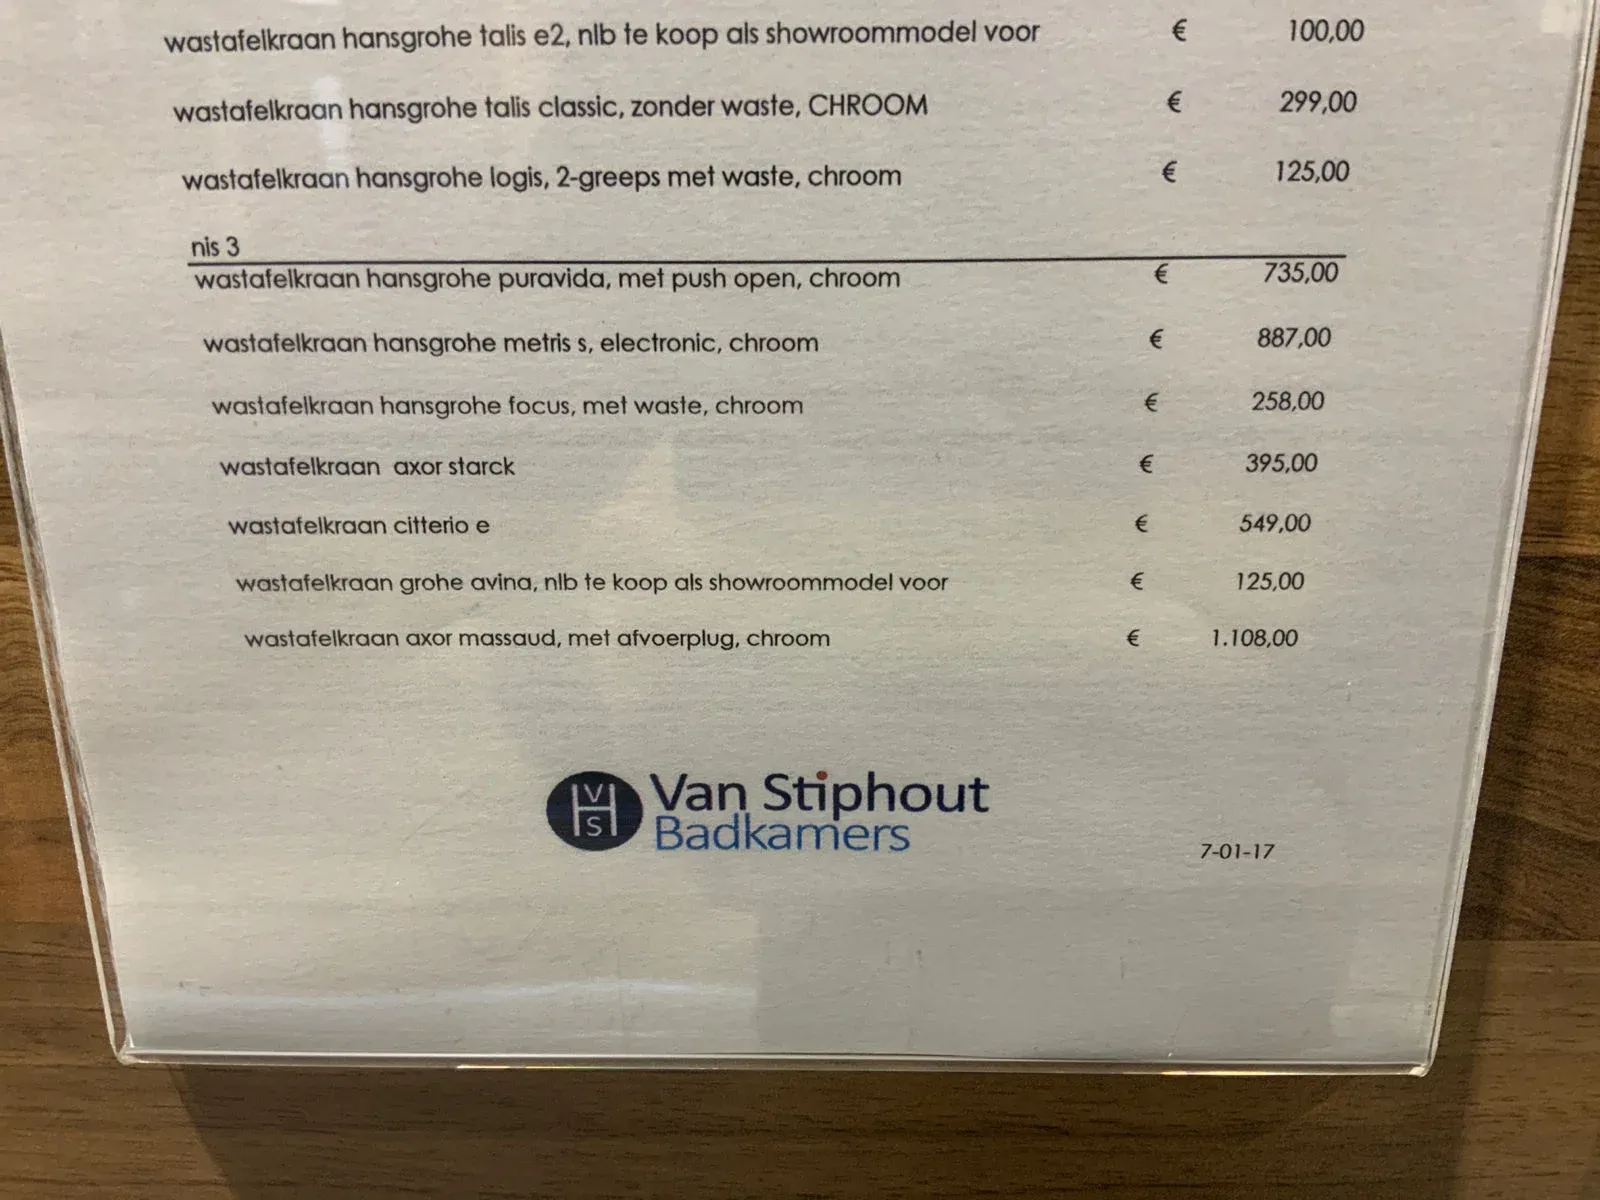 wastafelkraan hansgrohe talis e2, nlb te koop als showroommodel voor € 100,00
wastafelkraan hansgrohe talis classic, zonder waste, CHROOM € 299,00
wastafelkraan hansgrohe logis, 2-greeps met waste, chroom € 125,00
nis 3
wastafelkraan hansgrohe puravida, met push open, chroom € 735,00
wastafelkraan hansgrohe metris s, electronic, chroom € 887,00
wastafelkraan hansgrohe focus, met waste, chroom € 258,00
wastafelkraan axor starck € 395,00
wastafelkraan citterio e € 549,00
wastafelkraan grohe avina, nlb te koop als showroommodel voor € 125,00
wastafelkraan axor massaud, met afvoerplug, chroom € 1.108,00
VHS Van Stiphout
Badkamers
7-01-17